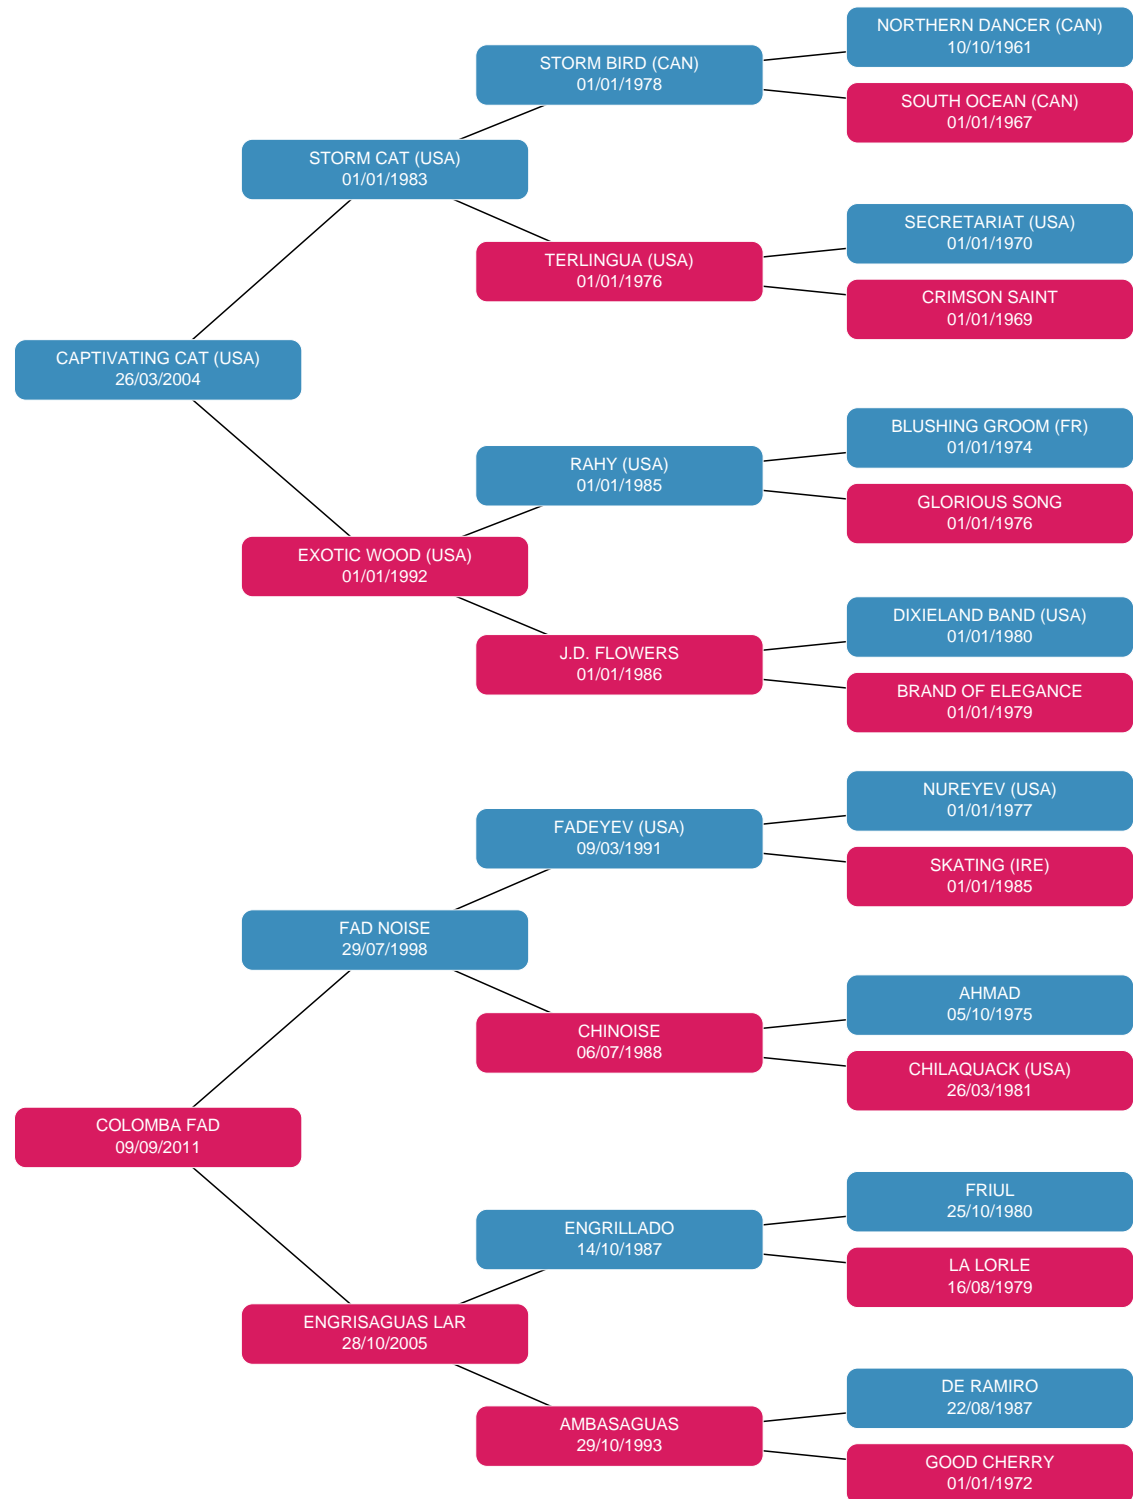 NORTHERN DANCER (CAN)
10/10/1961
STORM BIRD (CAN)
01/01/1978
SOUTH OCEAN (CAN)
01/01/1967
STORM CAT (USA)
01/01/1983
SECRETARIAT (USA)
01/01/1970
TERLINGUA (USA)
01/01/1976
CRIMSON SAINT
01/01/1969
CAPTIVATING CAT (USA)
26/03/2004
BLUSHING GROOM (FR)
01/01/1974
RAHY (USA)
01/01/1985
GLORIOUS SONG
01/01/1976
EXOTIC WOOD (USA)
01/01/1992
DIXIELAND BAND (USA)
01/01/1980
J.D. FLOWERS
01/01/1986
BRAND OF ELEGANCE
01/01/1979
NUREYEV (USA)
01/01/1977
FADEYEV (USA)
09/03/1991
SKATING (IRE)
01/01/1985
FAD NOISE
29/07/1998
AHMAD
05/10/1975
CHINOISE
06/07/1988
CHILAQUACK (USA)
26/03/1981
COLOMBA FAD
09/09/2011
FRIUL
25/10/1980
ENGRILLADO
14/10/1987
LA LORLE
16/08/1979
ENGRISAGUAS LAR
28/10/2005
DE RAMIRO
22/08/1987
AMBASAGUAS
29/10/1993
GOOD CHERRY
01/01/1972